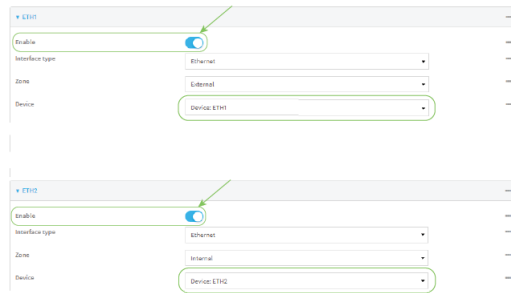 ▼ ETH1
Enable
Interface type Ethernet
Zone External
Device Device: ETH1
▼ ETH2
Enable
Interface type Ethernet
Zone Internal
Device Device: ETH2